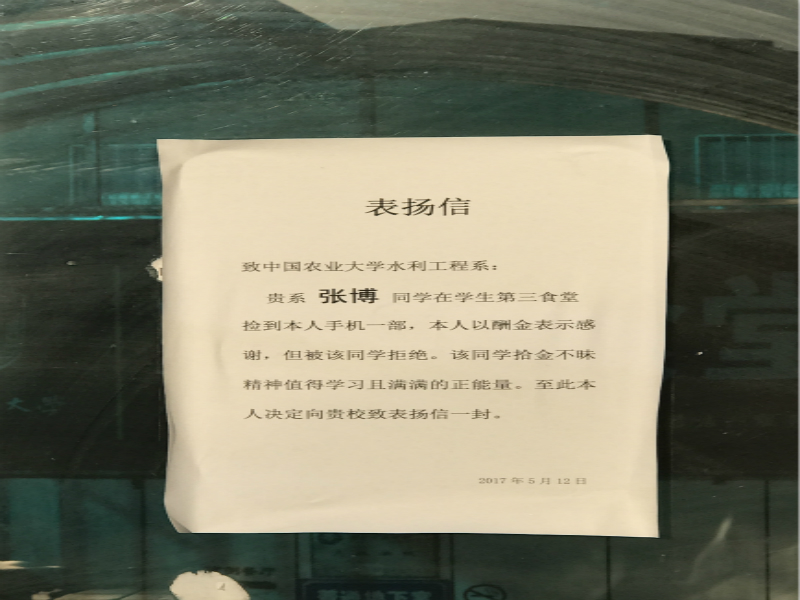 表扬信
致中国农业大学水利工程系：
贵系 张博 同学在学生第三食堂
捡到本人手机一部，本人以酬金表示感
谢，但被该同学拒绝。该同学拾金不昧
精神值得学习且满满的正能量。至此本
人决定向贵校致表扬信一封。
2017 年 5 月 12 日
堂
大学